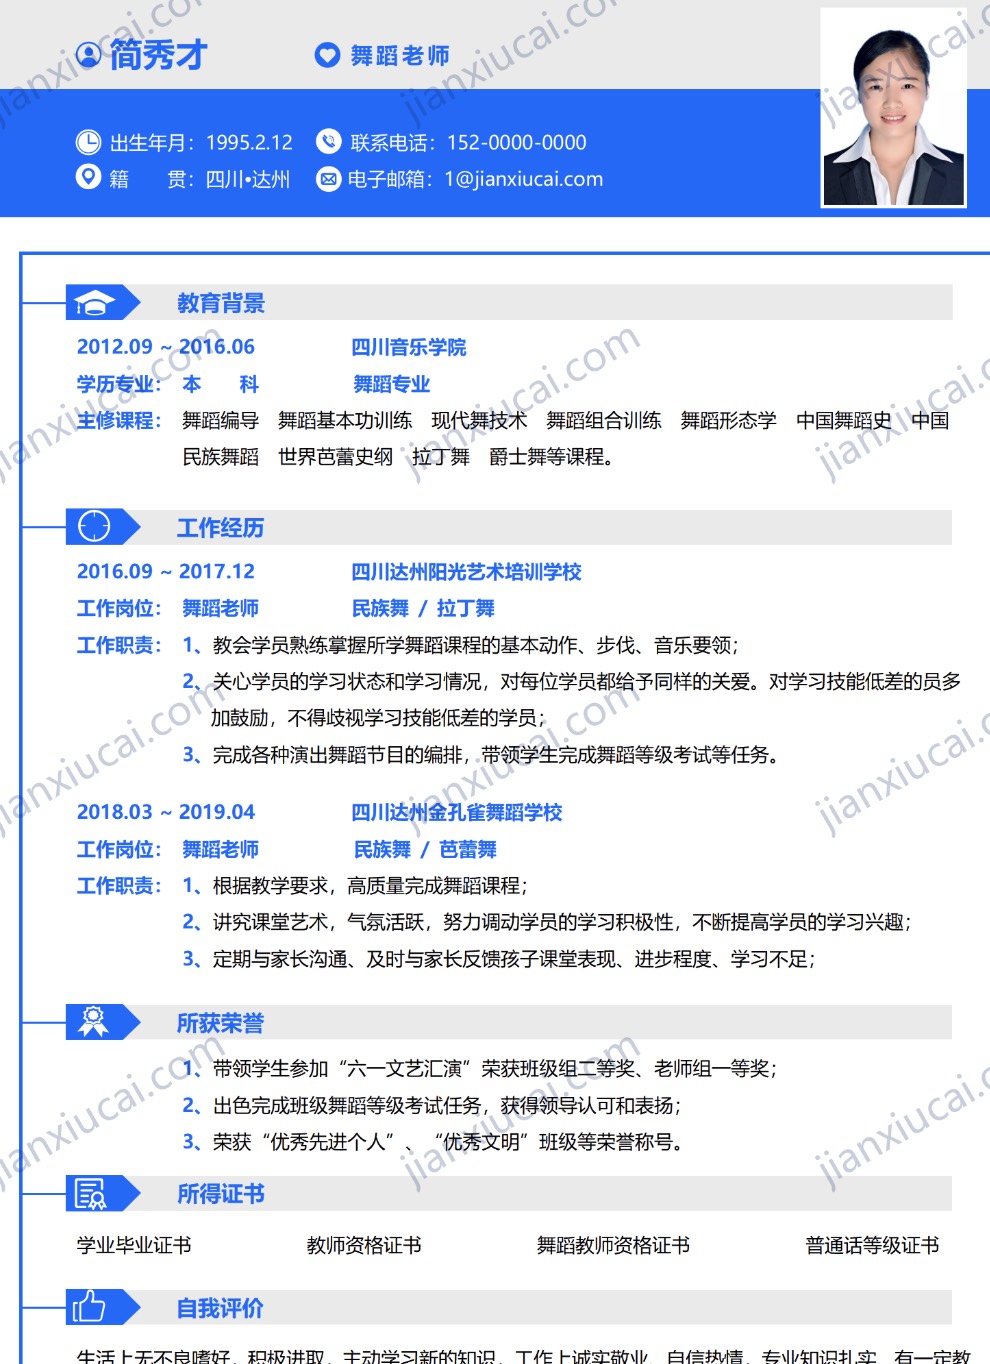 简秀才
舞蹈老师
出生年月：1995.2.12
联系电话：152-0000-0000
籍 贯：四川•达州
电子邮箱：1@jianxiucai.com
教育背景
2012.09 ~ 2016.06 四川音乐学院
学历专业： 本 科 舞蹈专业
主修课程： 舞蹈编导 舞蹈基本功训练 现代舞技术 舞蹈组合训练 舞蹈形态学 中国舞蹈史 中国
民族舞蹈 世界芭蕾史纲 拉丁舞 爵士舞等课程。
工作经历
2016.09 ~ 2017.12 四川达州阳光艺术培训学校
工作岗位： 舞蹈老师 民族舞 / 拉丁舞
工作职责： 1、教会学员熟练掌握所学舞蹈课程的基本动作、步伐、音乐要领；
2、关心学员的学习状态和学习情况，对每位学员都给予同样的关爱。对学习技能低差的员多
加鼓励，不得歧视学习技能低差的学员；
3、完成各种演出舞蹈节目的编排，带领学生完成舞蹈等级考试等任务。
2018.03 ~ 2019.04 四川达州金孔雀舞蹈学校
工作岗位： 舞蹈老师 民族舞 / 芭蕾舞
工作职责： 1、根据教学要求，高质量完成舞蹈课程；
2、讲究课堂艺术，气氛活跃，努力调动学员的学习积极性，不断提高学员的学习兴趣；
3、定期与家长沟通、及时与家长反馈孩子课堂表现、进步程度、学习不足；
所获荣誉
1、带领学生参加“六一文艺汇演”荣获班级组二等奖、老师组一等奖；
2、出色完成班级舞蹈等级考试任务，获得领导认可和表扬；
3、荣获“优秀先进个人”、“优秀文明”班级等荣誉称号。
所得证书
学业毕业证书 教师资格证书 舞蹈教师资格证书 普通话等级证书
自我评价
生活上无不良嗜好，积极进取，主动学习新的知识，工作上诚实敬业、自信热情，专业知识扎实，有一定教
jianxiucai.com
jianxiucai.com
jianxiucai.com
jianxiucai.com
jianxiucai.com
jianxiucai.com
jianxiucai.com
jianxiucai.com
jianxiucai.com
jianxiucai.com
jianxiucai.com
jianxiucai.com